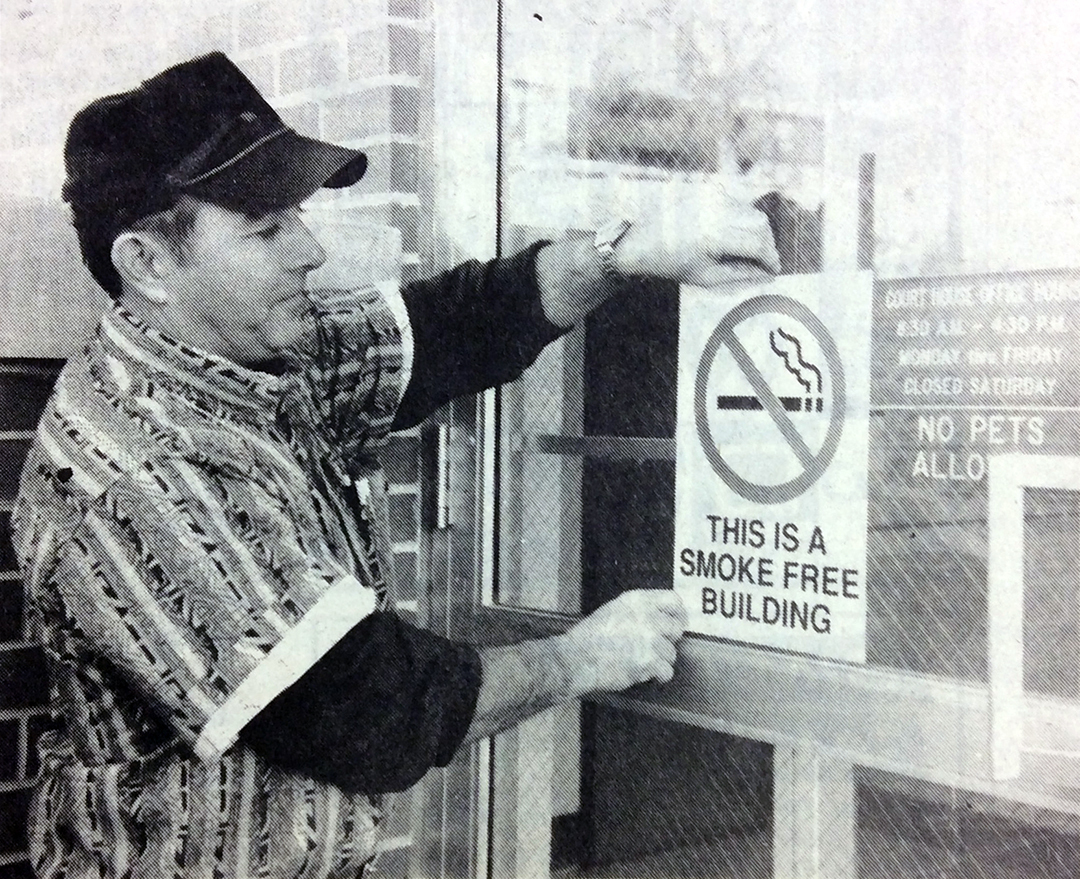 THIS IS A
SMOKE FREE
BUILDING
COURT HOUSE OFFICE HOURS
8:30 A.M. - 4:30 P.M.
MONDAY thru FRIDAY
CLOSED SATURDAY
NO PETS
ALLO